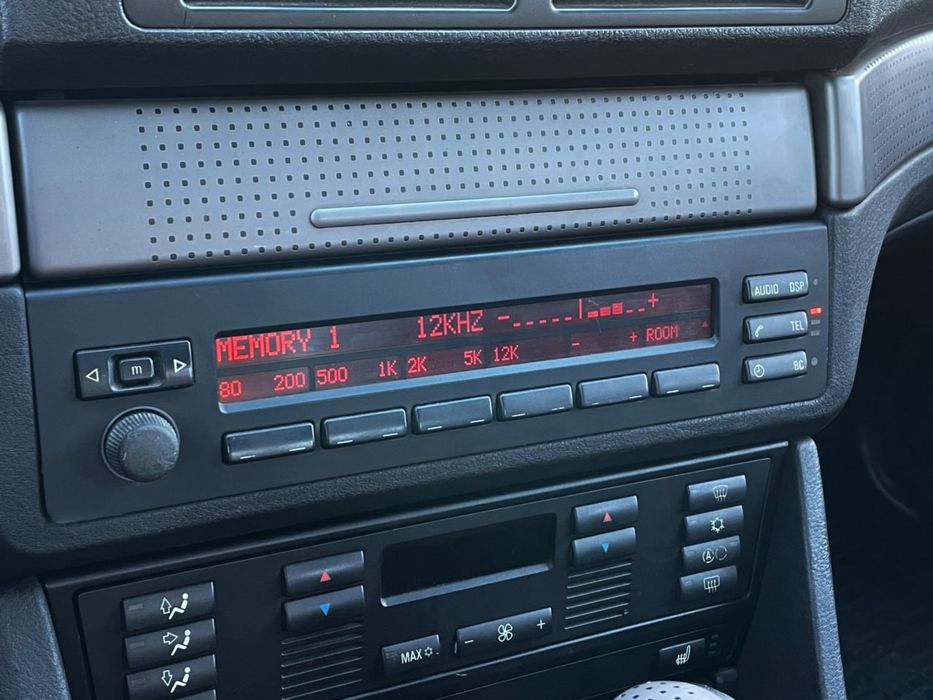 MEMORY 1 12KHZ - +
80 200 500 1K 2K 5K 12K - + ROOM
m
AUDIO DSP
TEL
BC
A
MAX
- +